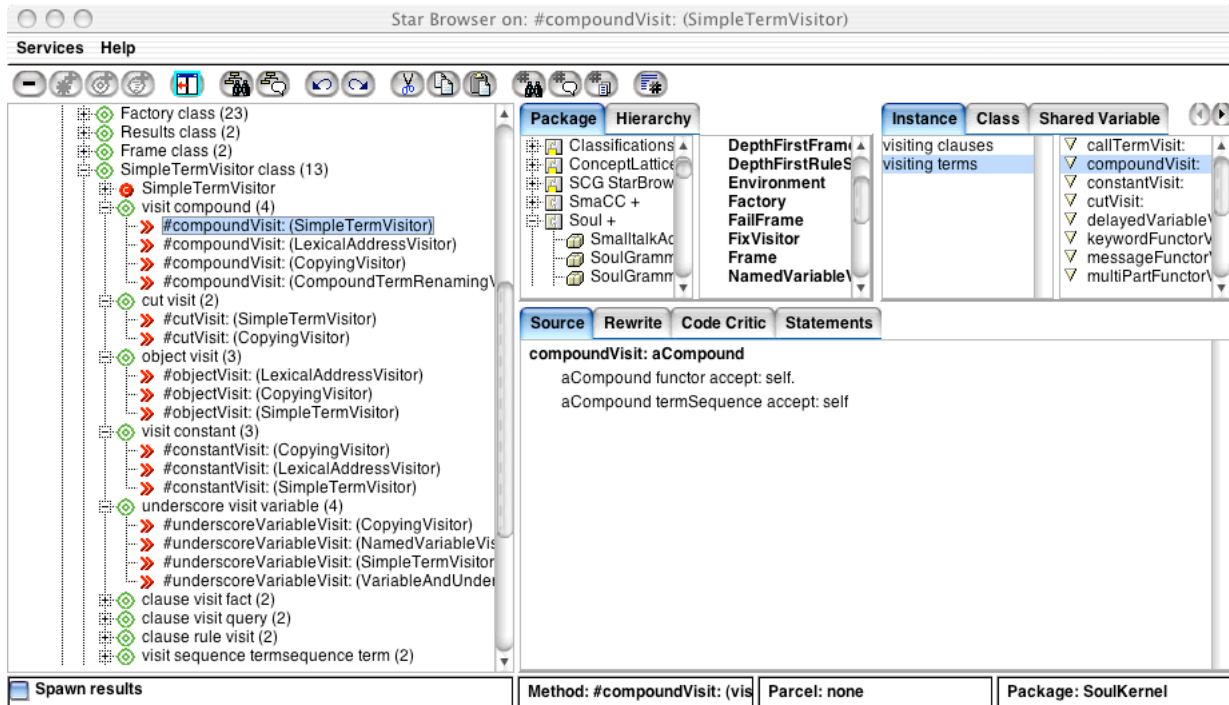 Star Browser on: #compoundVisit: (SimpleTermVisitor)
Services Help
Factory class (23)
Results class (2)
Frame class (2)
SimpleTermVisitor class (13)
SimpleTermVisitor
visit compound (4)
#compoundVisit: (SimpleTermVisitor)
#compoundVisit: (LexicalAddressVisitor)
#compoundVisit: (CopyingVisitor)
#compoundVisit: (CompoundTermRenamingV
cut visit (2)
#cutVisit: (SimpleTermVisitor)
#cutVisit: (CopyingVisitor)
object visit (3)
#objectVisit: (LexicalAddressVisitor)
#objectVisit: (CopyingVisitor)
#objectVisit: (SimpleTermVisitor)
visit constant (3)
#constantVisit: (CopyingVisitor)
#constantVisit: (LexicalAddressVisitor)
#constantVisit: (SimpleTermVisitor)
underscore visit variable (4)
#underscoreVariableVisit: (CopyingVisitor)
#underscoreVariableVisit: (NamedVariableVis
#underscoreVariableVisit: (SimpleTermVisitor
#underscoreVariableVisit: (VariableAndUnder
clause visit fact (2)
clause visit query (2)
clause rule visit (2)
visit sequence termsequence term (2)
Package Hierarchy
Classifications
ConceptLattice
SCG StarBrow
SmaCC +
Soul +
SmalltalkAc
SoulGramm
SoulGramm
DepthFirstFrame
DepthFirstRuleS
Environment
Factory
FailFrame
FixVisitor
Frame
NamedVariableV
Instance Class Shared Variable
visiting clauses
visiting terms
callTermVisit:
compoundVisit:
constantVisit:
cutVisit:
delayedVariableV
keywordFunctorV
messageFunctorV
multiPartFunctorV
Source Rewrite Code Critic Statements
compoundVisit: aCompound
aCompound functor accept: self.
aCompound termSequence accept: self
Spawn results
Method: #compoundVisit: (vis
Parcel: none
Package: SoulKernel